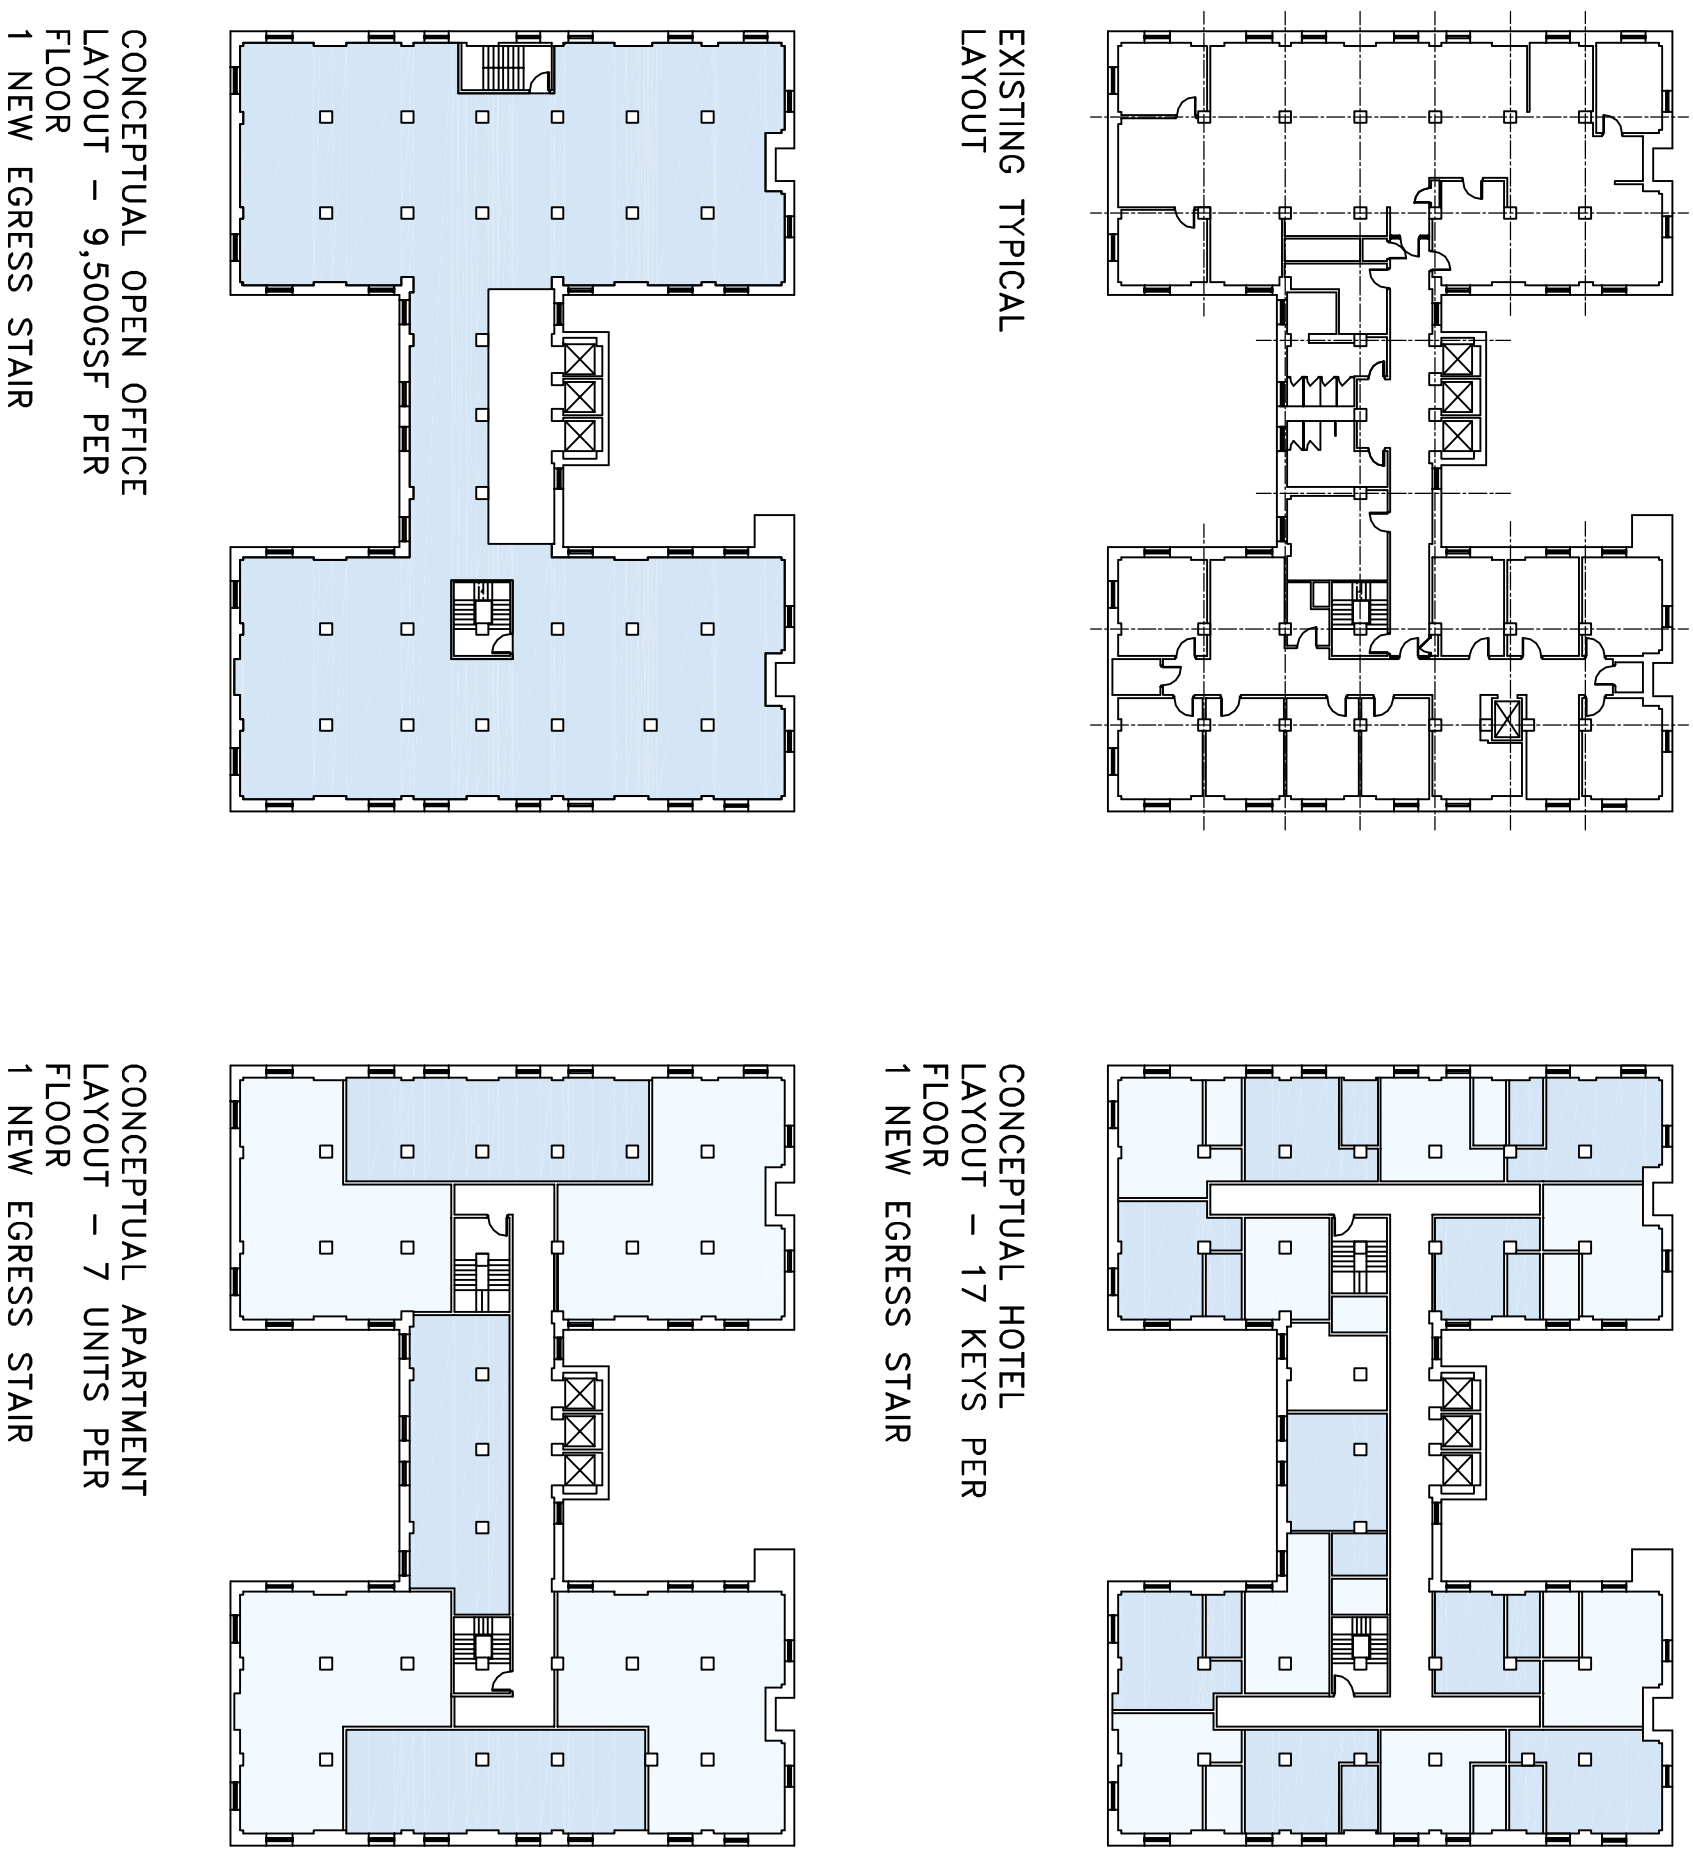 EXISTING TYPICAL
LAYOUT
CONCEPTUAL HOTEL
LAYOUT - 17 KEYS PER
FLOOR
1 NEW EGRESS STAIR
CONCEPTUAL OPEN OFFICE
LAYOUT - 9,500GSF PER
FLOOR
1 NEW EGRESS STAIR
CONCEPTUAL APARTMENT
LAYOUT - 7 UNITS PER
FLOOR
1 NEW EGRESS STAIR